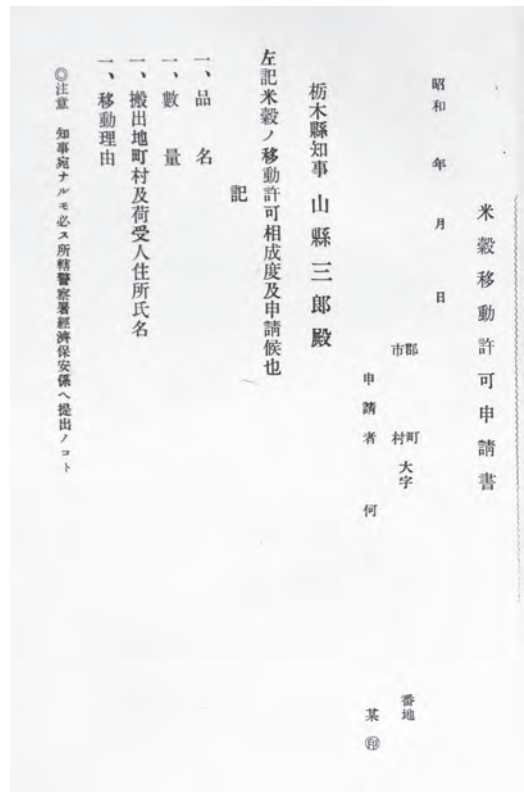 米穀移動許可申請書
昭和　年　月　日
郡市　町村　大字　番地
申請者　何　某㊞
栃木縣知事　山縣三郎殿
左記米穀ノ移動許可相成度及申請候也
記
一、品　名
一、數　量
一、搬出地町村及荷受人住所氏名
一、移動理由
◎注意　知事宛ナルモ必ス所轄警察署經濟保安係へ提出ノコト